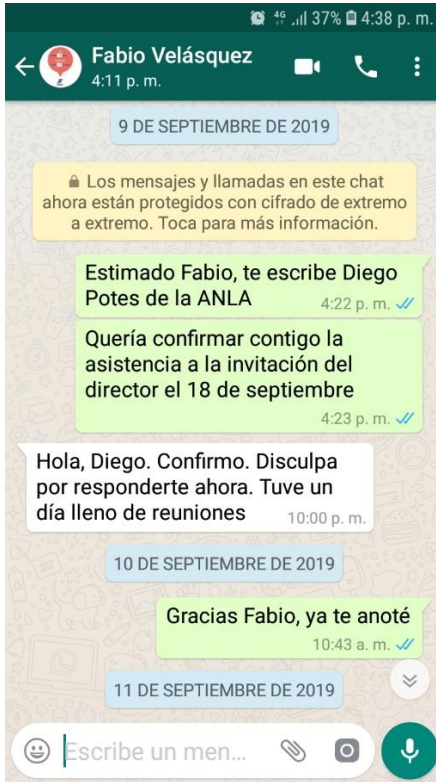 4G 37% 4:38 p. m.
Fabio Velásquez
4:11 p. m.
9 DE SEPTIEMBRE DE 2019
Los mensajes y llamadas en este chat
ahora están protegidos con cifrado de extremo
a extremo. Toca para más información.
Estimado Fabio, te escribe Diego
Potes de la ANLA
4:22 p. m.
Quería confirmar contigo la
asistencia a la invitación del
director el 18 de septiembre
4:23 p. m.
Hola, Diego. Confirmo. Disculpa
por responderte ahora. Tuve un
día lleno de reuniones
10:00 p. m.
10 DE SEPTIEMBRE DE 2019
Gracias Fabio, ya te anoté
10:43 a. m.
11 DE SEPTIEMBRE DE 2019
Escribe un men...